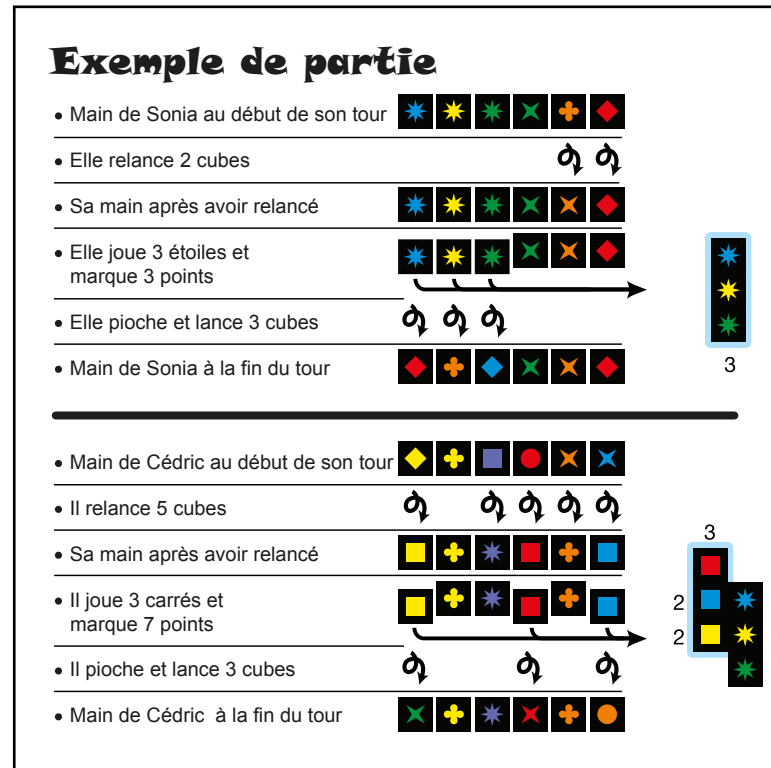 Exemple de partie
• Main de Sonia au début de son tour
• Elle relance 2 cubes
• Sa main après avoir relancé
• Elle joue 3 étoiles et
marque 3 points
• Elle pioche et lance 3 cubes
• Main de Sonia à la fin du tour
3
• Main de Cédric au début de son tour
• Il relance 5 cubes
• Sa main après avoir relancé
• Il joue 3 carrés et
marque 7 points
• Il pioche et lance 3 cubes
• Main de Cédric à la fin du tour
3
2
2